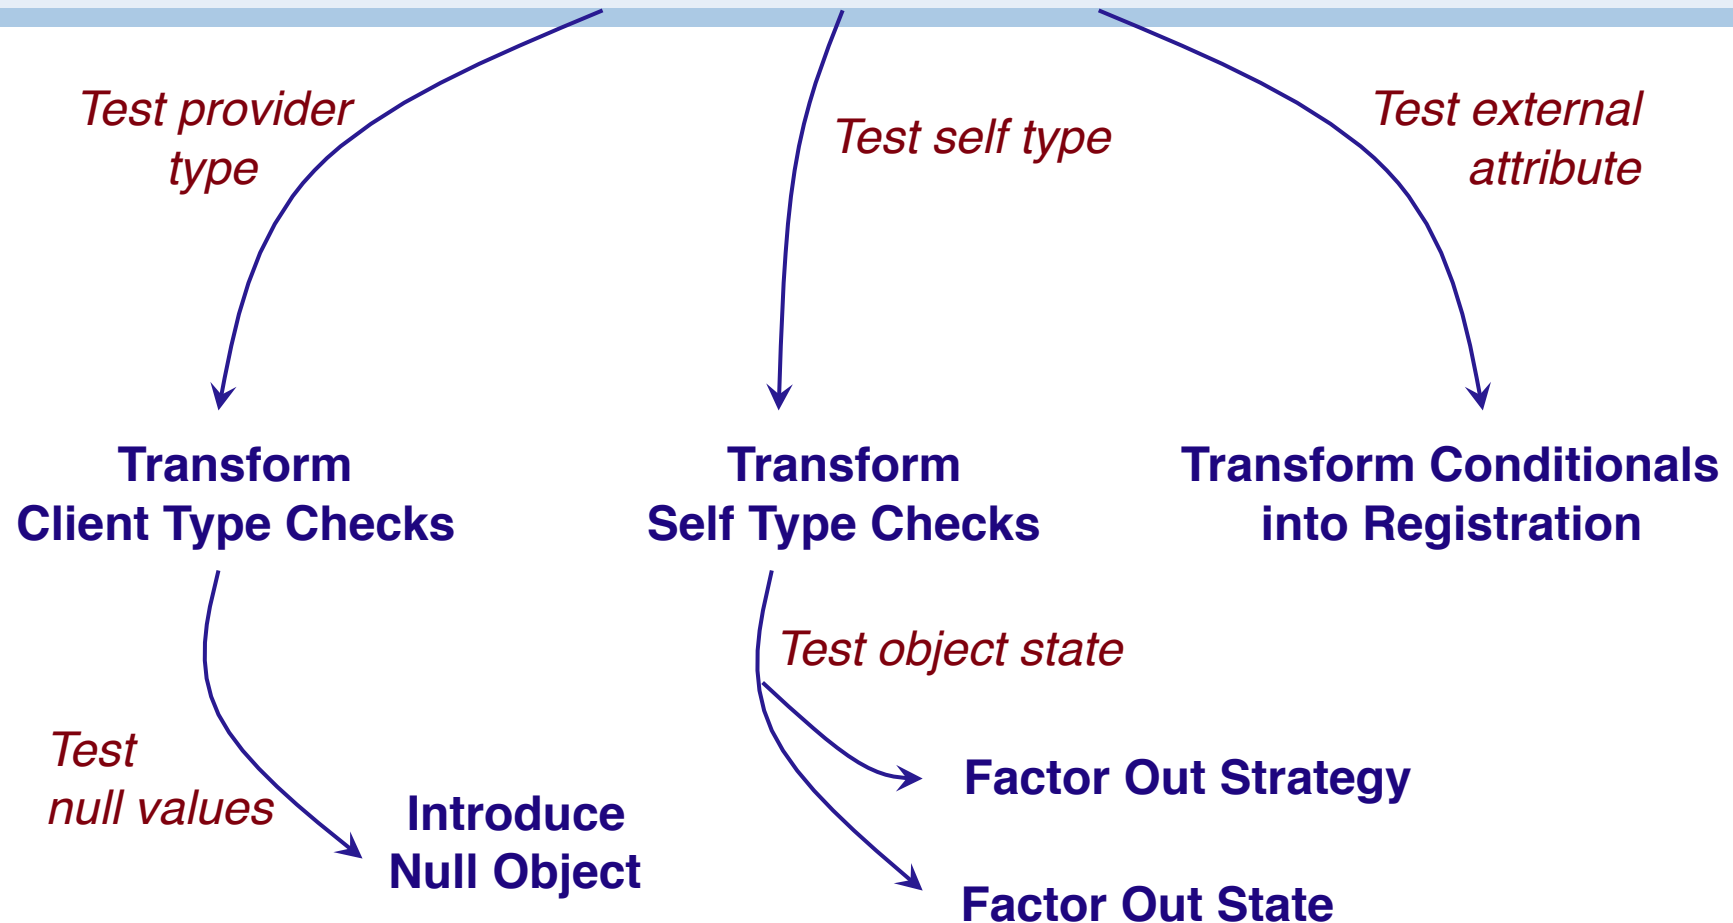 Test provider
type
Test self type
Test external
attribute
Transform
Client Type Checks
Transform
Self Type Checks
Transform Conditionals
into Registration
Test object state
Test
null values
Introduce
Null Object
Factor Out Strategy
Factor Out State